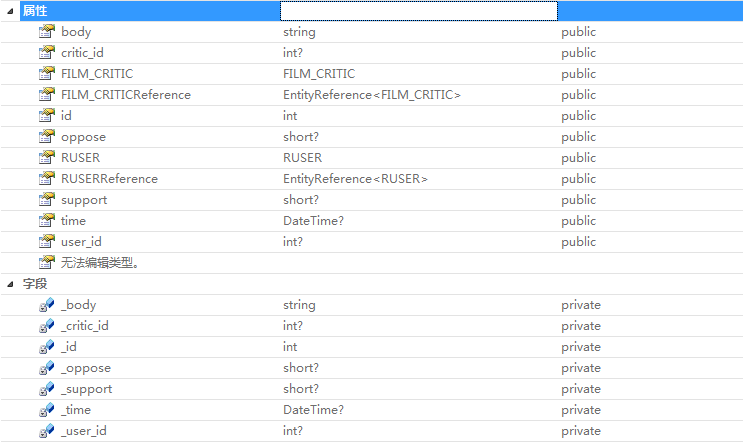 属性
body string public
critic_id int? public
FILM_CRITIC FILM_CRITIC public
FILM_CRITICReference EntityReference<FILM_CRITIC> public
id int public
oppose short? public
RUSER RUSER public
RUSERReference EntityReference<RUSER> public
support short? public
time DateTime? public
user_id int? public
无法编辑类型。
字段
_body string private
_critic_id int? private
_id int private
_oppose short? private
_support short? private
_time DateTime? private
_user_id int? private